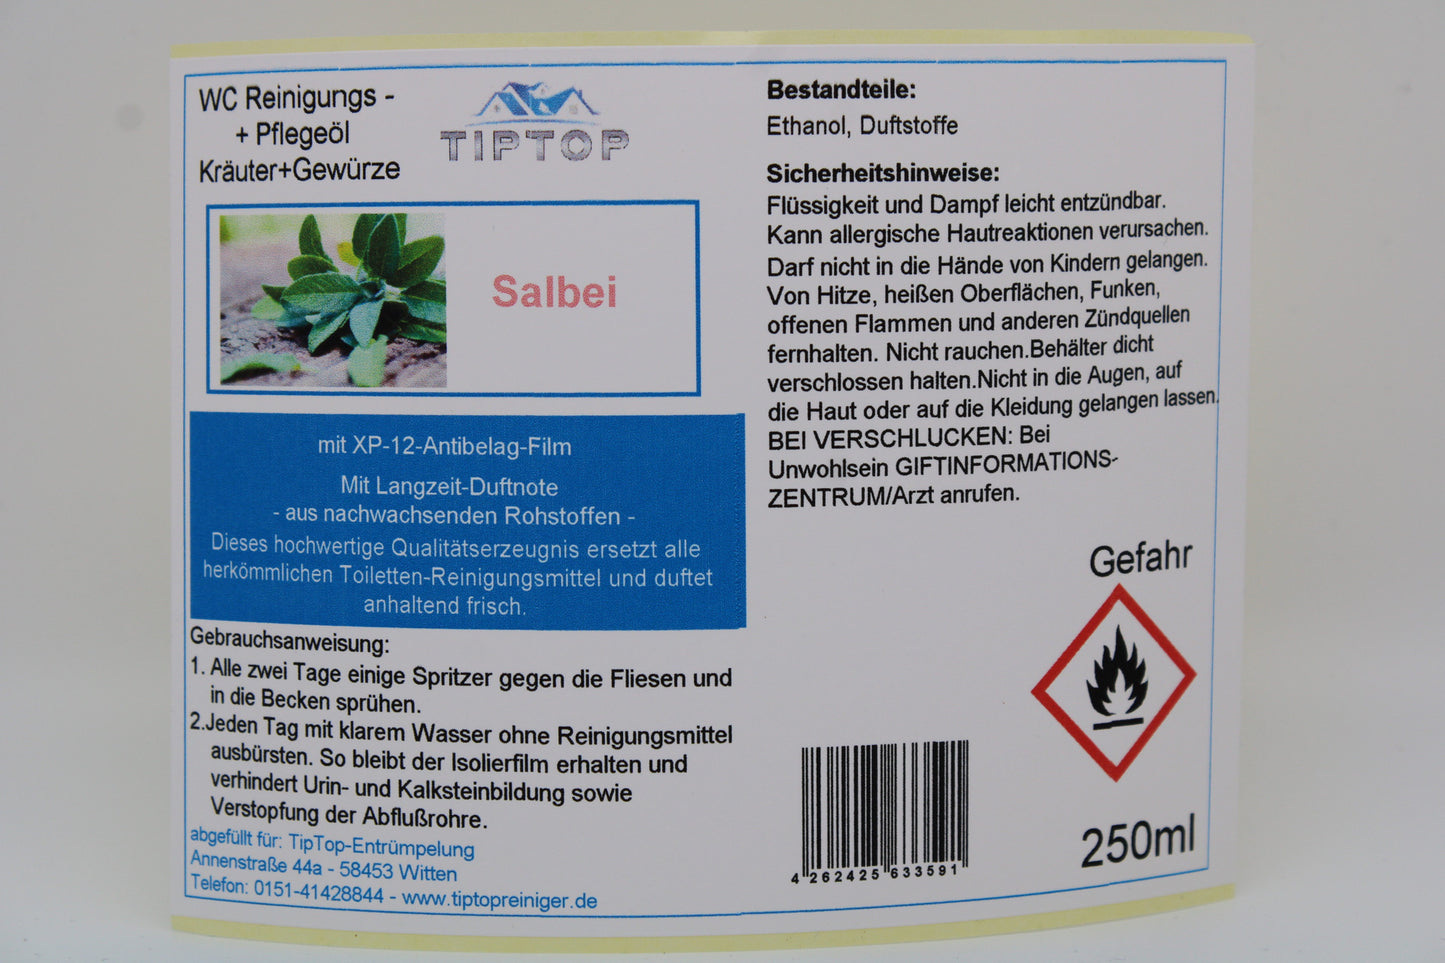 WC Reinigungs -
+ Pflegeöl
Kräuter+Gewürze
TIPTOP
Salbei
mit XP-12-Antibelag-Film
Mit Langzeit-Duftnote
- aus nachwachsenden Rohstoffen -
Dieses hochwertige Qualitätserzeugnis ersetzt alle
herkömmlichen Toiletten-Reinigungsmittel und duftet
anhaltend frisch.
Gebrauchsanweisung:
1. Alle zwei Tage einige Spritzer gegen die Fliesen und
in die Becken sprühen.
2.Jeden Tag mit klarem Wasser ohne Reinigungsmittel
ausbürsten. So bleibt der Isolierfilm erhalten und
verhindert Urin- und Kalksteinbildung sowie
Verstopfung der Abflußrohre.
abgefüllt für: TipTop-Entrümpelung
Annenstraße 44a - 58453 Witten
Telefon: 0151-41428844 - www.tiptopreiniger.de
Bestandteile:
Ethanol, Duftstoffe
Sicherheitshinweise:
Flüssigkeit und Dampf leicht entzündbar.
Kann allergische Hautreaktionen verursachen.
Darf nicht in die Hände von Kindern gelangen.
Von Hitze, heißen Oberflächen, Funken,
offenen Flammen und anderen Zündquellen
fernhalten. Nicht rauchen.Behälter dicht
verschlossen halten.Nicht in die Augen, auf
die Haut oder auf die Kleidung gelangen lassen.
BEI VERSCHLUCKEN: Bei
Unwohlsein GIFTINFORMATIONS-
ZENTRUM/Arzt anrufen.
Gefahr
250ml
4 262425 633591